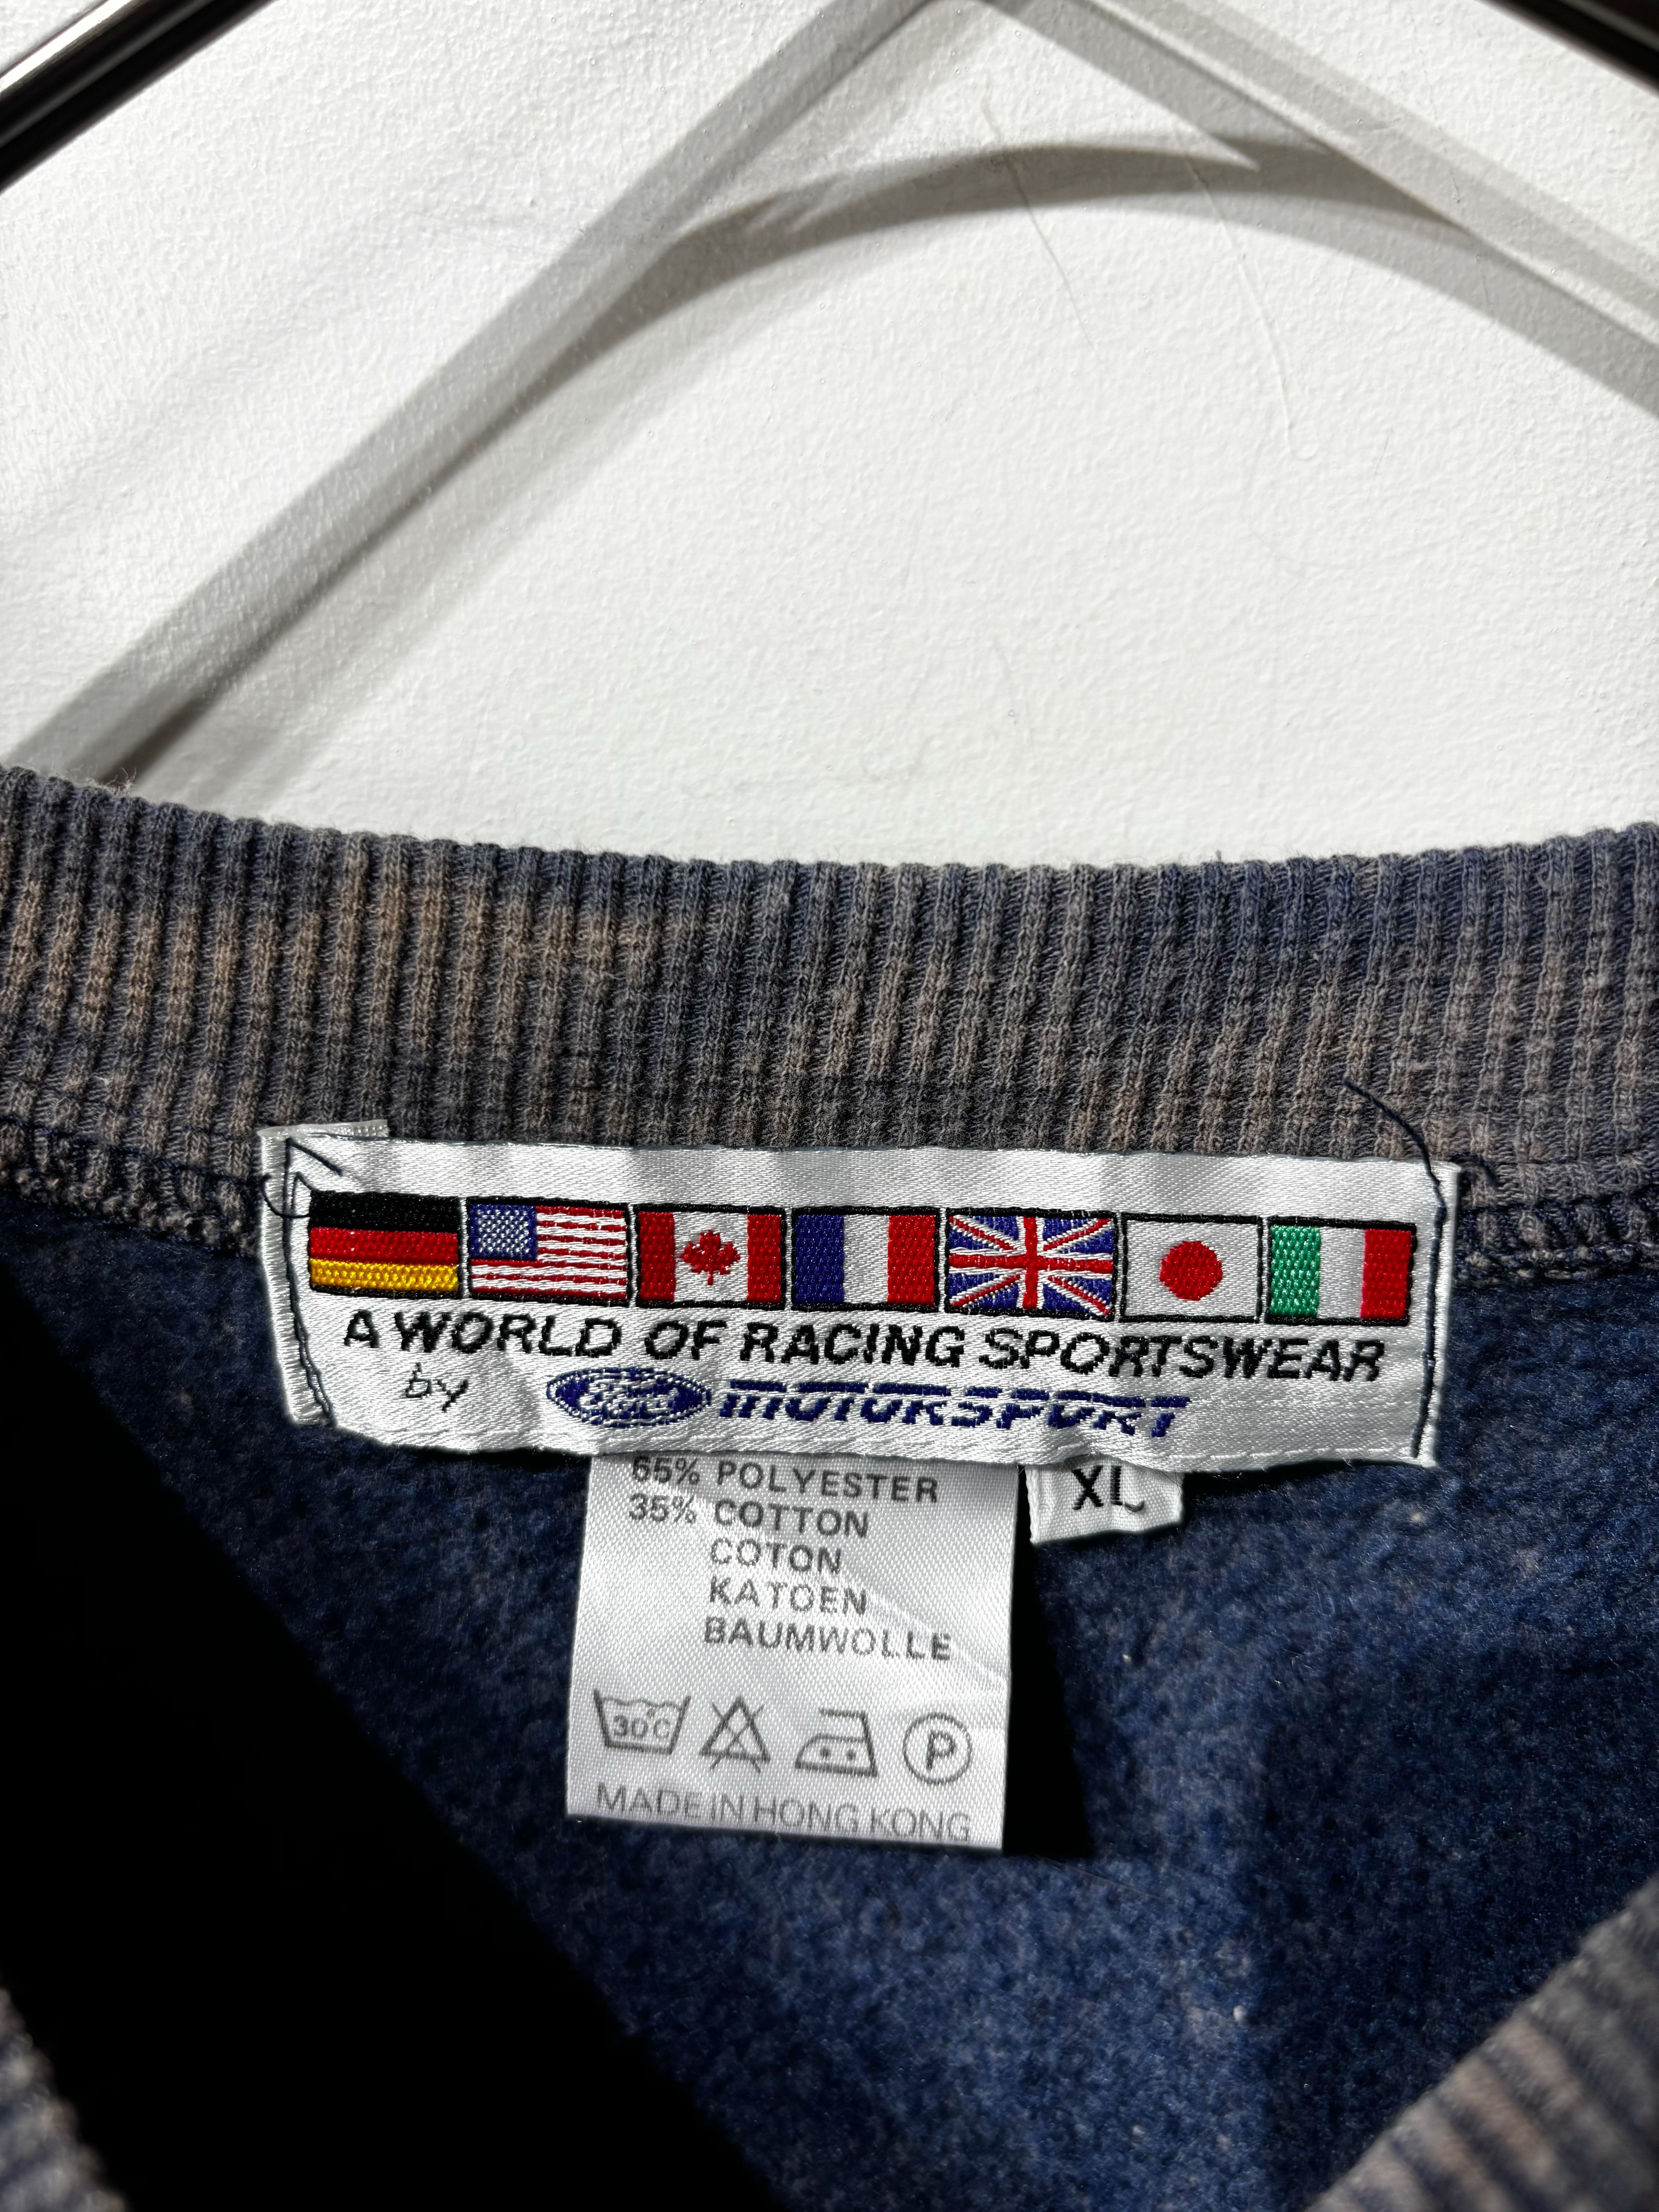 A WORLD OF RACING SPORTSWEAR
by Ford MOTORSPORT
65% POLYESTER
XL
35% COTTON
COTON
KATOEN
BAUMWOLLE
30°C
P
MADE IN HONG KONG